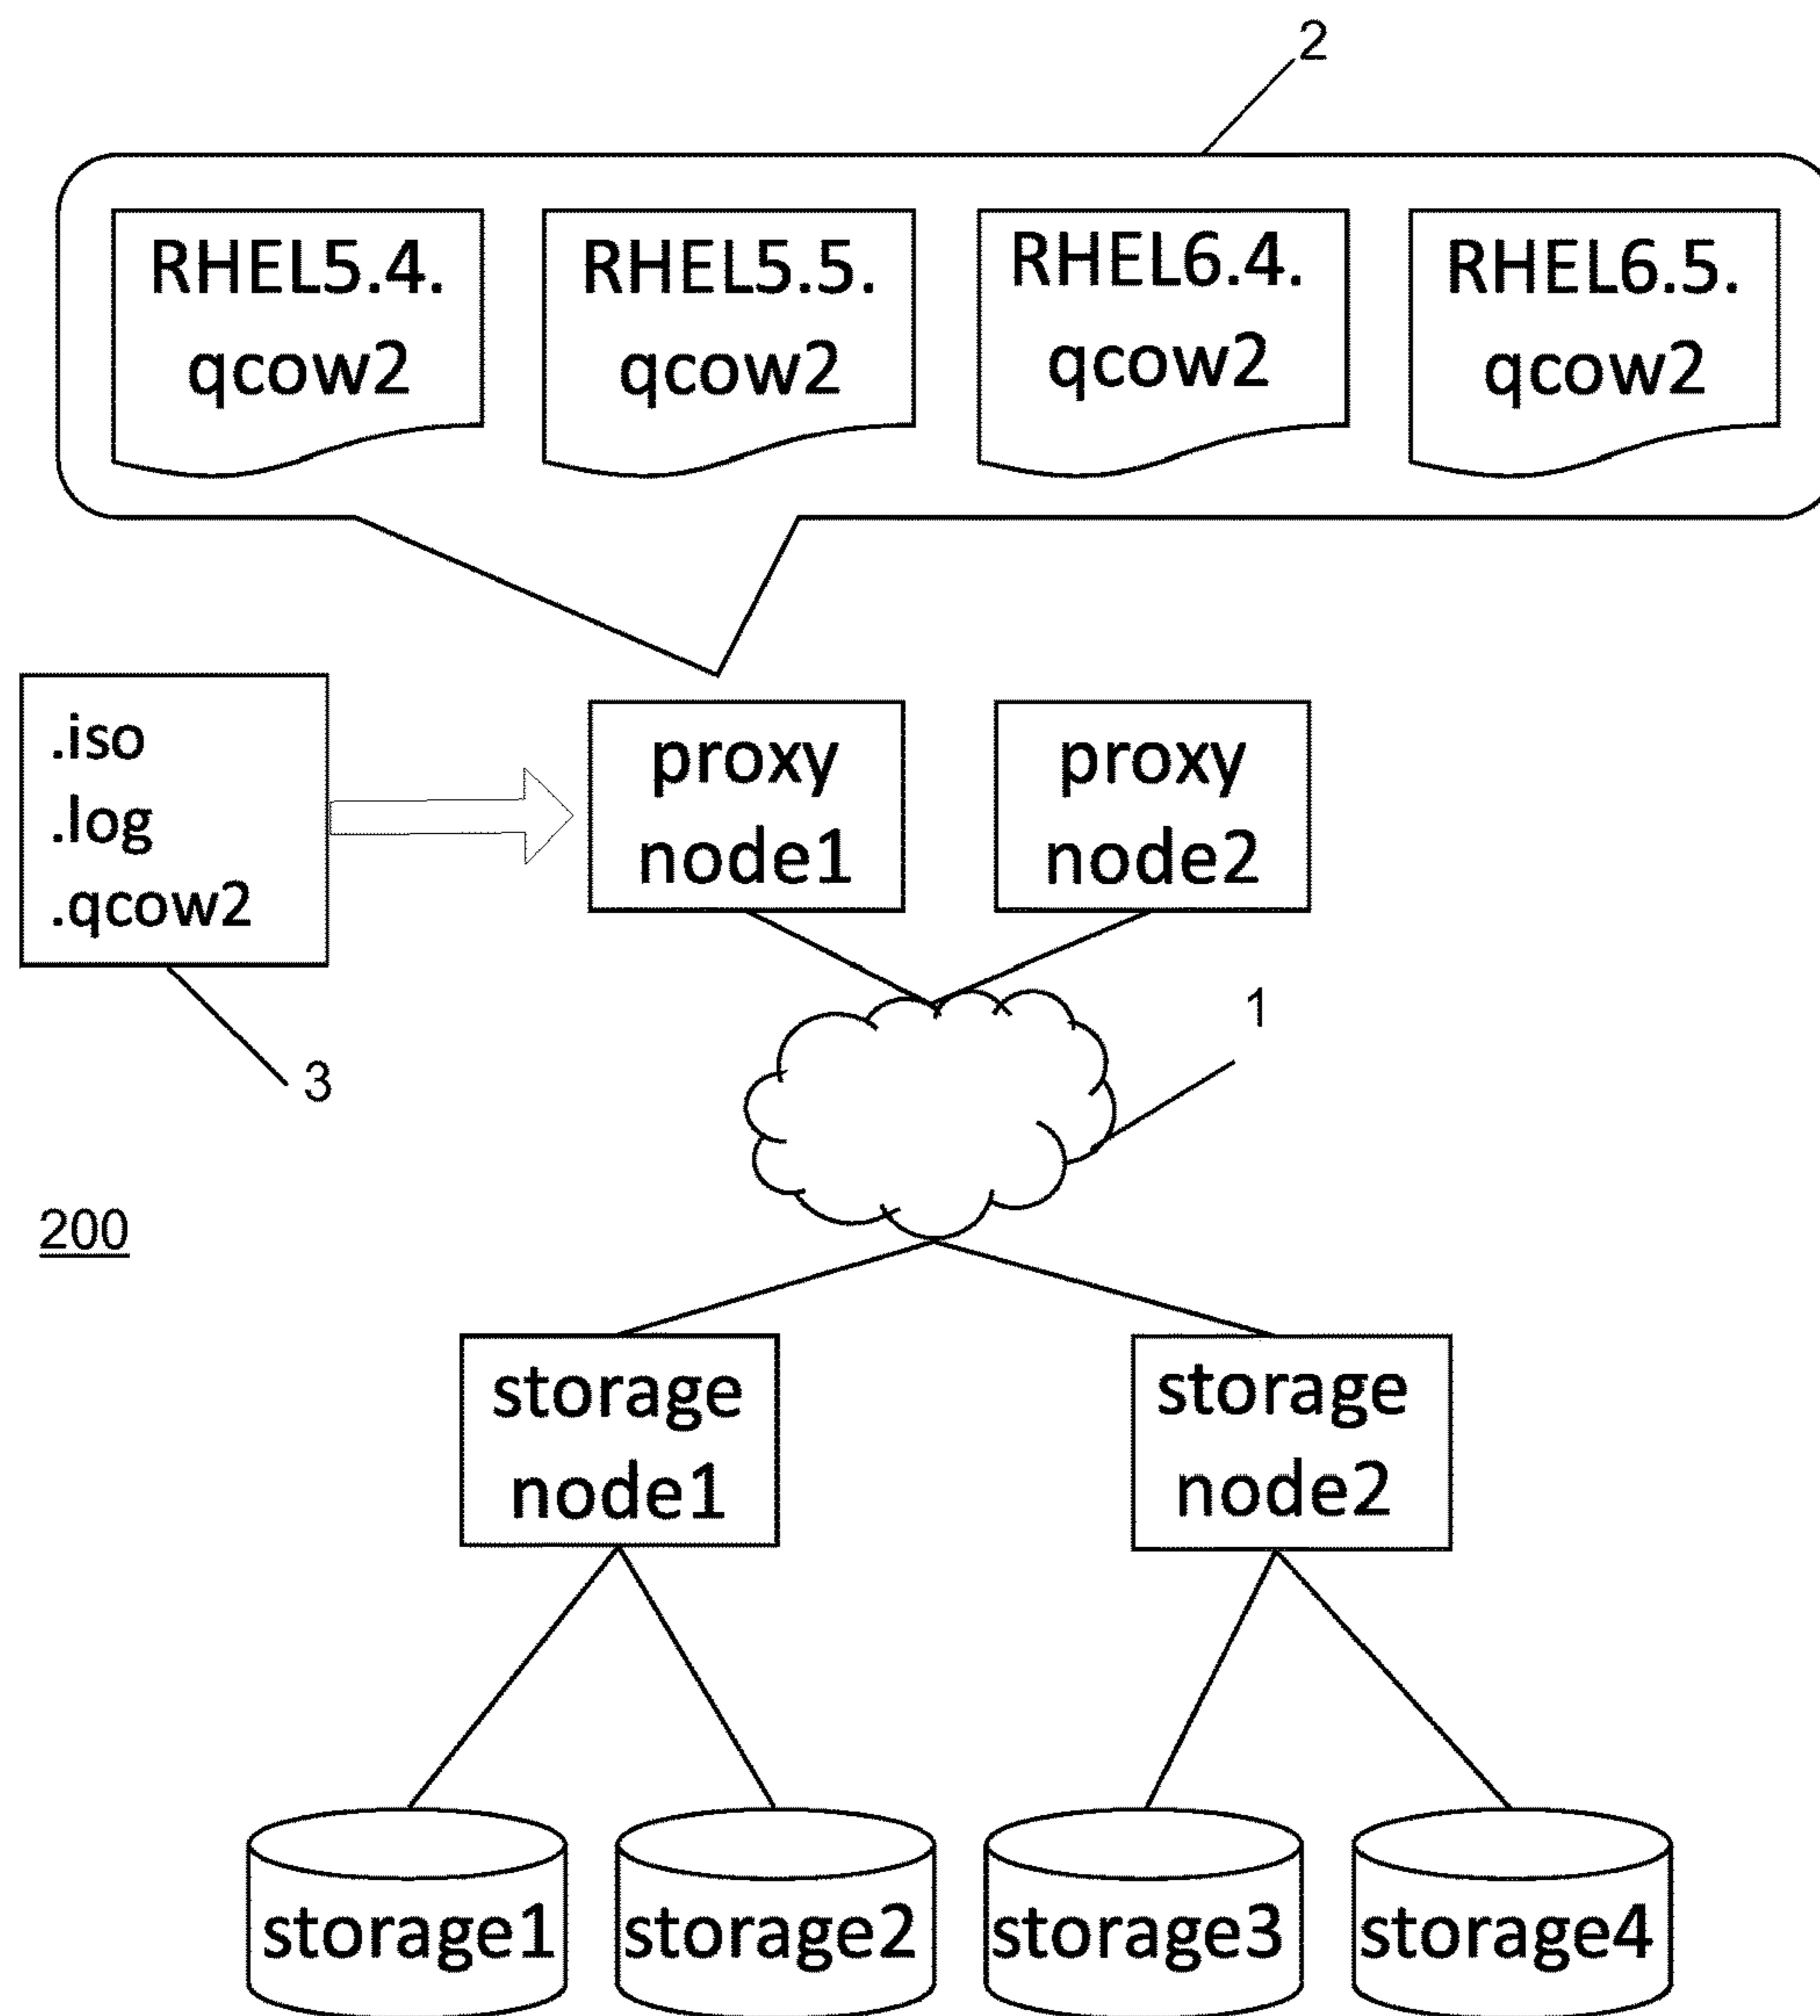 2
RHEL5.4.
qcow2
RHEL5.5.
qcow2
RHEL6.4.
qcow2
RHEL6.5.
qcow2
.iso
.log
.qcow2
3
proxy
node1
proxy
node2
1
200
storage
node1
storage
node2
storage1
storage2
storage3
storage4